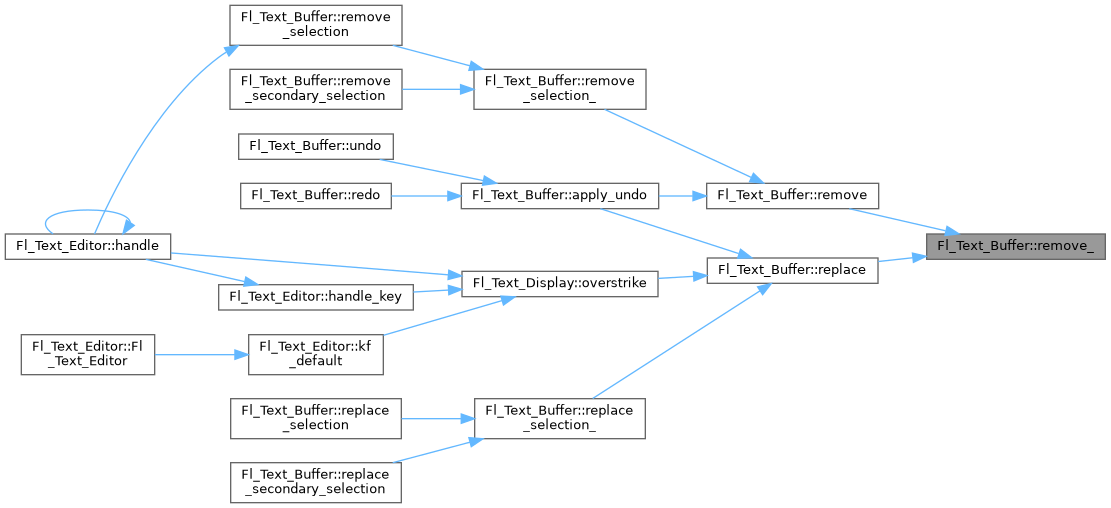 Fl_Text_Buffer::remove
_selection
Fl_Text_Buffer::remove
_secondary_selection
Fl_Text_Buffer::remove
_selection_
Fl_Text_Buffer::undo
Fl_Text_Buffer::redo
Fl_Text_Buffer::apply_undo
Fl_Text_Buffer::remove
Fl_Text_Editor::handle
Fl_Text_Buffer::remove_
Fl_Text_Editor::handle_key
Fl_Text_Display::overstrike
Fl_Text_Buffer::replace
Fl_Text_Editor::Fl
_Text_Editor
Fl_Text_Editor::kf
_default
Fl_Text_Buffer::replace
_selection
Fl_Text_Buffer::replace
_selection_
Fl_Text_Buffer::replace
_secondary_selection